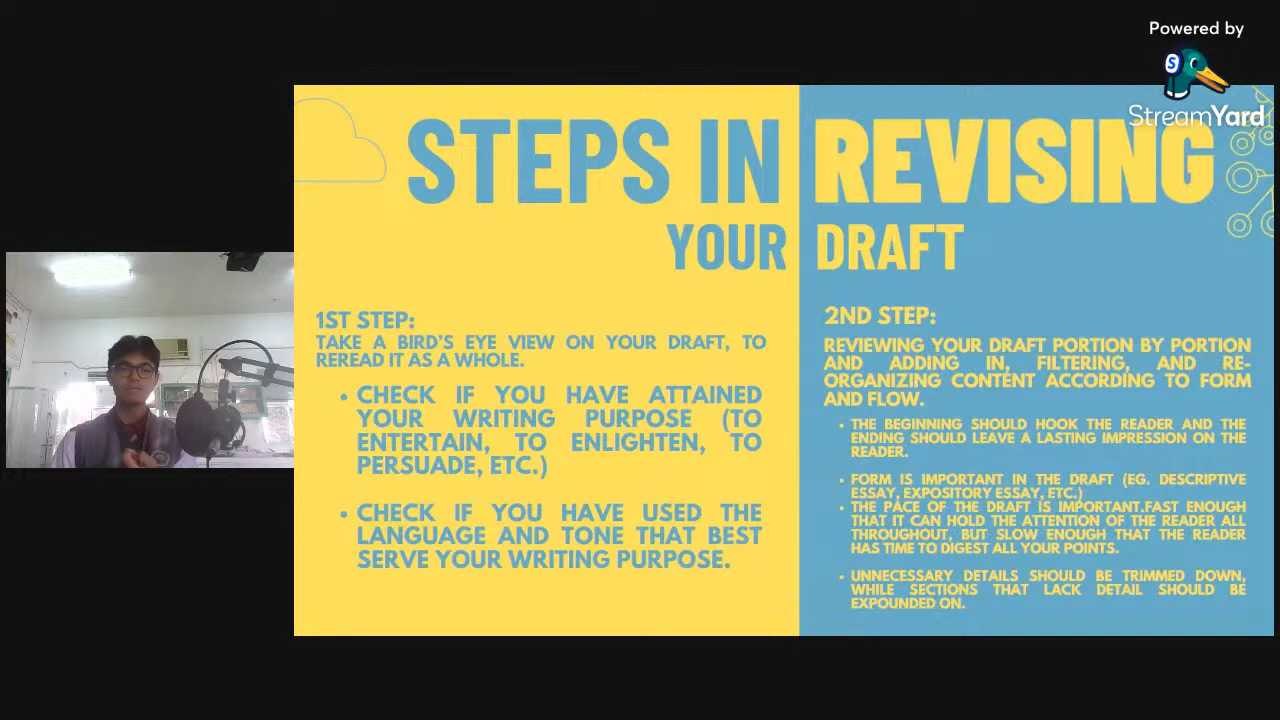 Powered by
StreamYard
STEPS IN REVISING
YOUR DRAFT
1ST STEP:
TAKE A BIRD'S EYE VIEW ON YOUR DRAFT, TO
REREAD IT AS A WHOLE.
• CHECK IF YOU HAVE ATTAINED
YOUR WRITING PURPOSE (TO
ENTERTAIN, TO ENLIGHTEN, TO
PERSUADE, ETC.)
• CHECK IF YOU HAVE USED THE
LANGUAGE AND TONE THAT BEST
SERVE YOUR WRITING PURPOSE.
2ND STEP:
REVIEWING YOUR DRAFT PORTION BY PORTION
AND ADDING IN, FILTERING, AND RE-
ORGANIZING CONTENT ACCORDING TO FORM
AND FLOW.
• THE BEGINNING SHOULD HOOK THE READER AND THE
ENDING SHOULD LEAVE A LASTING IMPRESSION ON THE
READER.
• FORM IS IMPORTANT IN THE DRAFT (EG. DESCRIPTIVE
ESSAY, EXPOSITORY ESSAY, ETC.)
• THE PACE OF THE DRAFT IS IMPORTANT.FAST ENOUGH
THAT IT CAN HOLD THE ATTENTION OF THE READER ALL
THROUGHOUT, BUT SLOW ENOUGH THAT THE READER
HAS TIME TO DIGEST ALL YOUR POINTS.
• UNNECESSARY DETAILS SHOULD BE TRIMMED DOWN,
WHILE SECTIONS THAT LACK DETAIL SHOULD BE
EXPOUNDED ON.